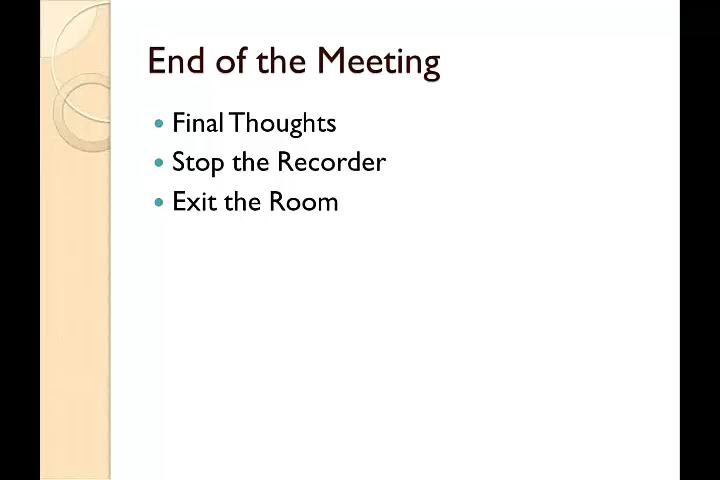 End of the Meeting
Final Thoughts
Stop the Recorder
Exit the Room